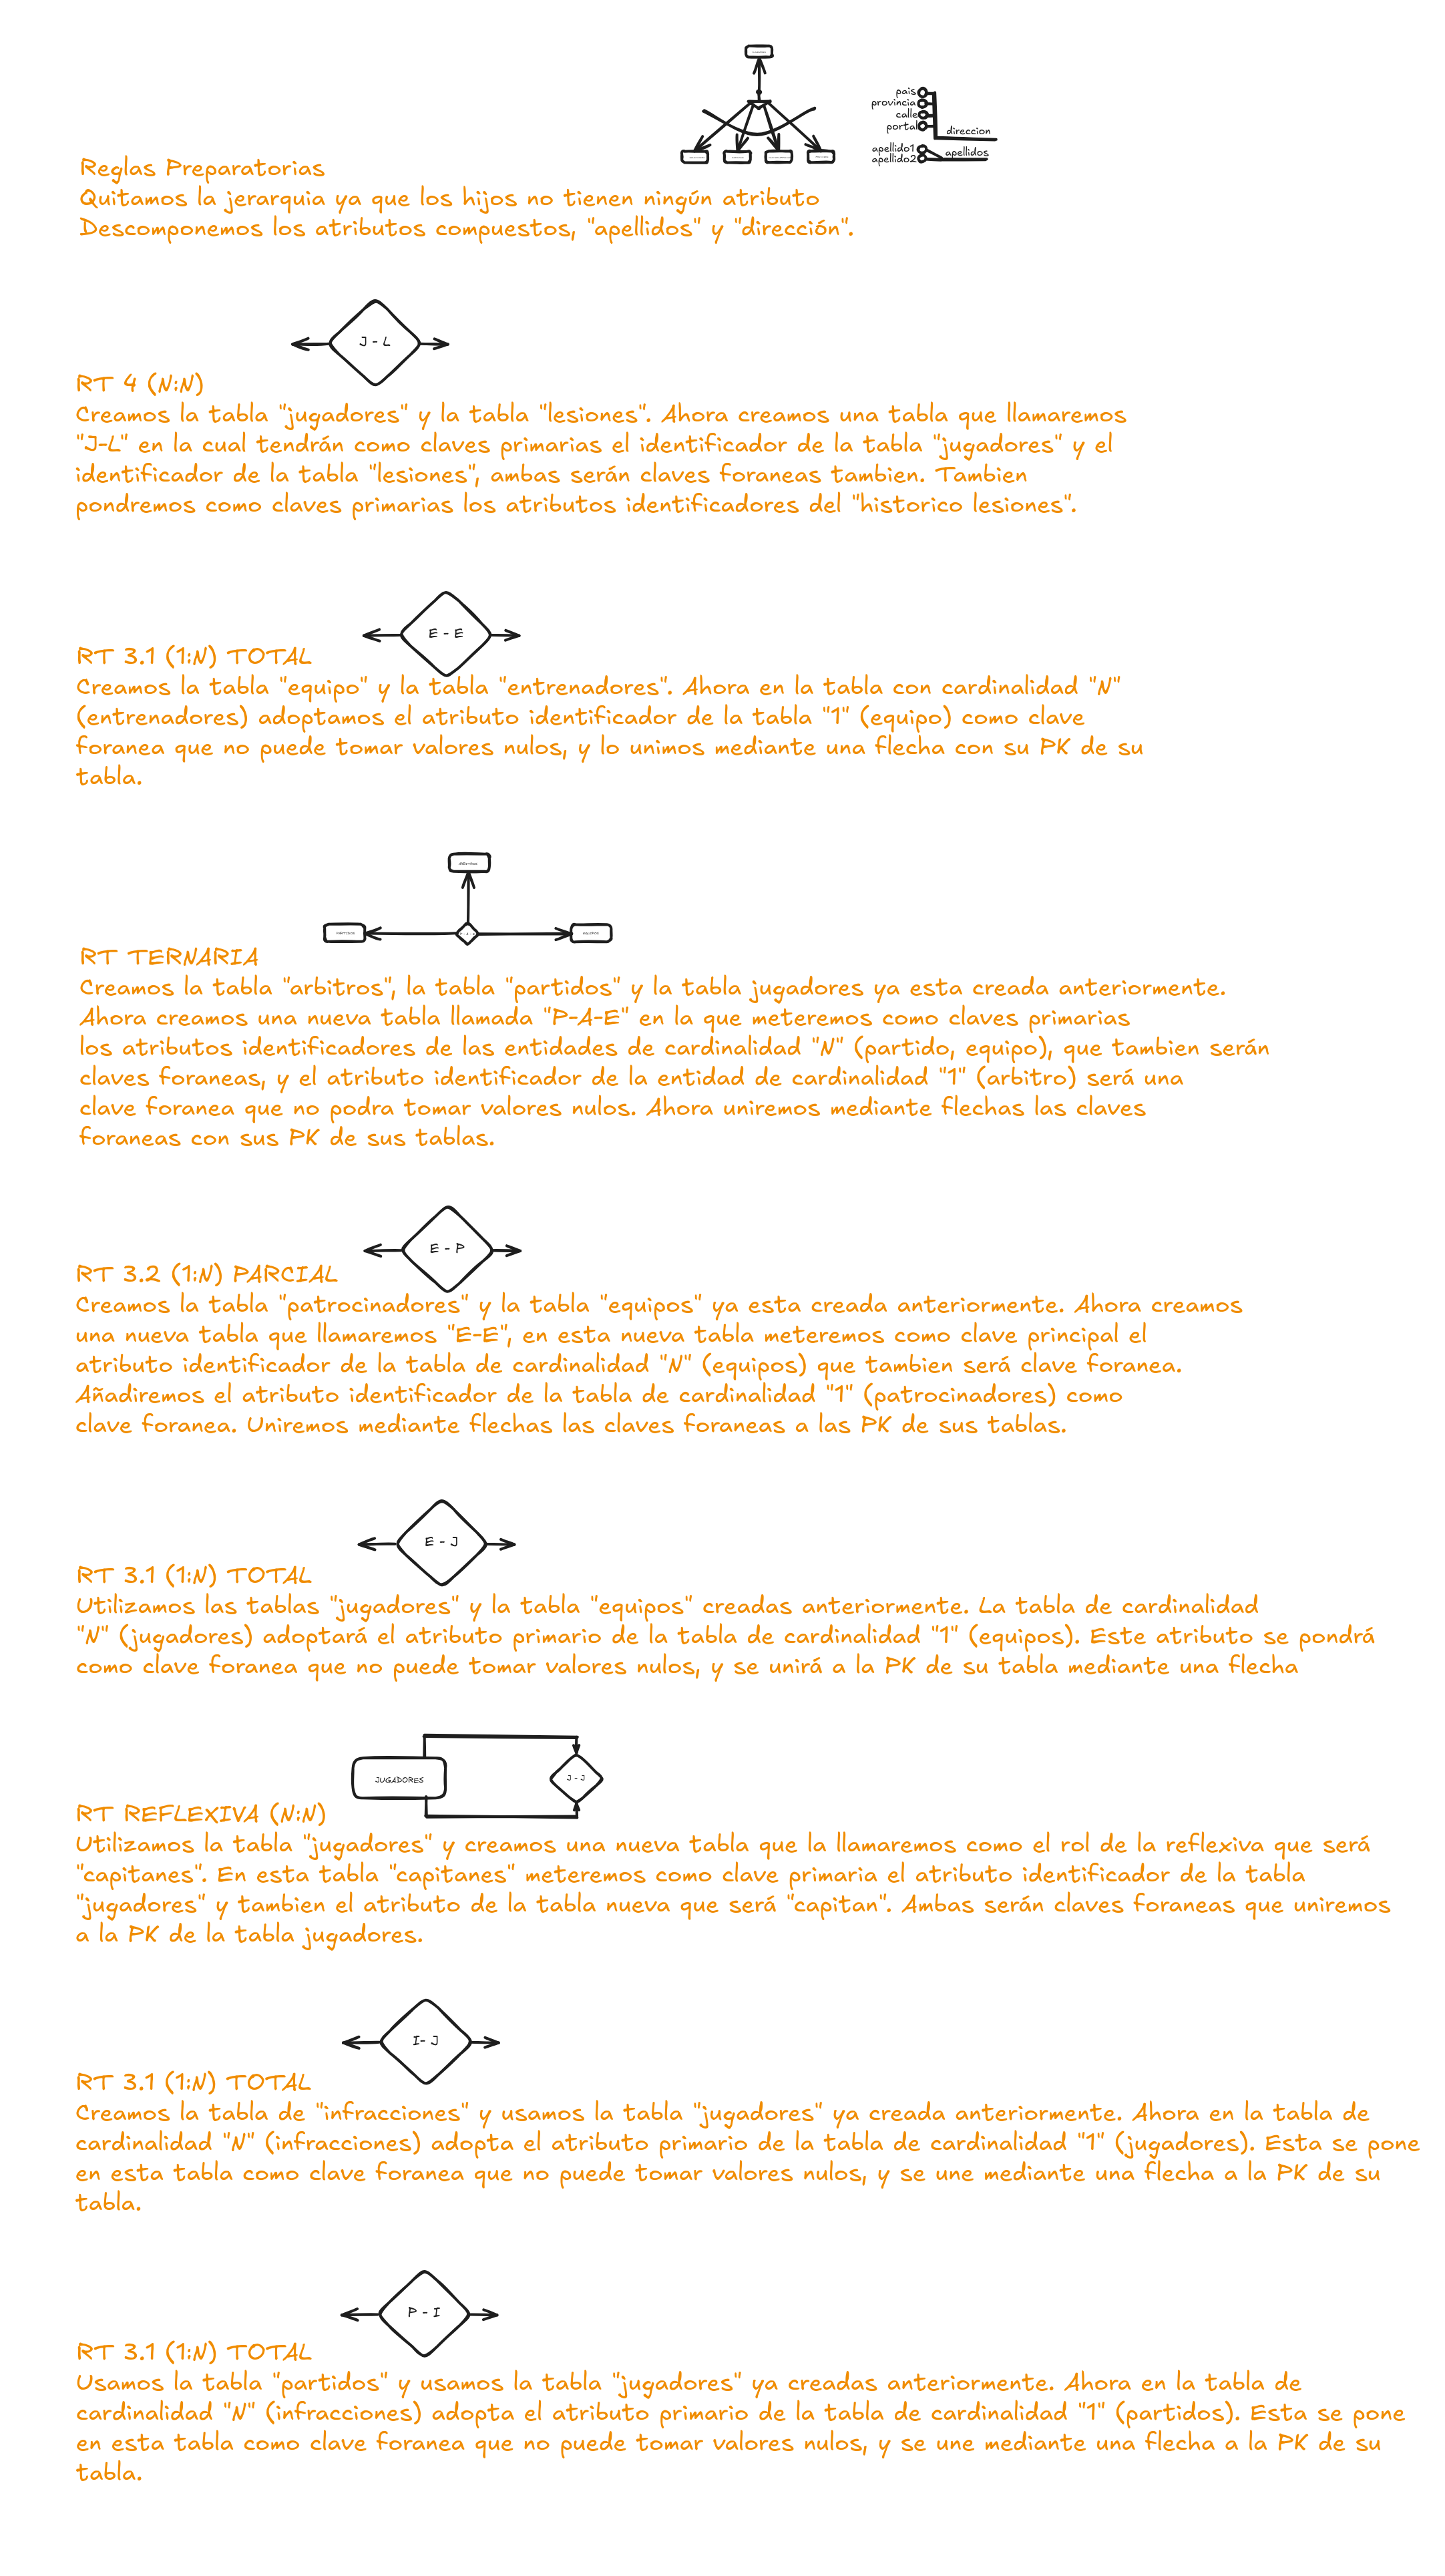 pais
provincia
calle
portal
direccion
apellido1
apellido2
apellidos
Reglas Preparatorias
Quitamos la jerarquia ya que los hijos no tienen ningún atributo
Descomponemos los atributos compuestos, "apellidos" y "dirección".
J - L
RT 4 (N:N)
Creamos la tabla "jugadores" y la tabla "lesiones". Ahora creamos una tabla que llamaremos
"J-L" en la cual tendrán como claves primarias el identificador de la tabla "jugadores" y el
identificador de la tabla "lesiones", ambas serán claves foraneas tambien. Tambien
pondremos como claves primarias los atributos identificadores del "historico lesiones".
E - E
RT 3.1 (1:N) TOTAL
Creamos la tabla "equipo" y la tabla "entrenadores". Ahora en la tabla con cardinalidad "N"
(entrenadores) adoptamos el atributo identificador de la tabla "1" (equipo) como clave
foranea que no puede tomar valores nulos, y lo unimos mediante una flecha con su PK de su
tabla.
RT TERNARIA
Creamos la tabla "arbitros", la tabla "partidos" y la tabla jugadores ya esta creada anteriormente.
Ahora creamos una nueva tabla llamada "P-A-E" en la que meteremos como claves primarias
los atributos identificadores de las entidades de cardinalidad "N" (partido, equipo), que tambien serán
claves foraneas, y el atributo identificador de la entidad de cardinalidad "1" (arbitro) será una
clave foranea que no podra tomar valores nulos. Ahora uniremos mediante flechas las claves
foraneas con sus PK de sus tablas.
E - P
RT 3.2 (1:N) PARCIAL
Creamos la tabla "patrocinadores" y la tabla "equipos" ya esta creada anteriormente. Ahora creamos
una nueva tabla que llamaremos "E-E", en esta nueva tabla meteremos como clave principal el
atributo identificador de la tabla de cardinalidad "N" (equipos) que tambien será clave foranea.
Añadiremos el atributo identificador de la tabla de cardinalidad "1" (patrocinadores) como
clave foranea. Uniremos mediante flechas las claves foraneas a las PK de sus tablas.
E - J
RT 3.1 (1:N) TOTAL
Utilizamos las tablas "jugadores" y la tabla "equipos" creadas anteriormente. La tabla de cardinalidad
"N" (jugadores) adoptará el atributo primario de la tabla de cardinalidad "1" (equipos). Este atributo se pondrá
como clave foranea que no puede tomar valores nulos, y se unirá a la PK de su tabla mediante una flecha
JUGADORES
J - J
RT REFLEXIVA (N:N)
Utilizamos la tabla "jugadores" y creamos una nueva tabla que la llamaremos como el rol de la reflexiva que será
"capitanes". En esta tabla "capitanes" meteremos como clave primaria el atributo identificador de la tabla
"jugadores" y tambien el atributo de la tabla nueva que será "capitan". Ambas serán claves foraneas que uniremos
a la PK de la tabla jugadores.
I- J
RT 3.1 (1:N) TOTAL
Creamos la tabla de "infracciones" y usamos la tabla "jugadores" ya creada anteriormente. Ahora en la tabla de
cardinalidad "N" (infracciones) adopta el atributo primario de la tabla de cardinalidad "1" (jugadores). Esta se pone
en esta tabla como clave foranea que no puede tomar valores nulos, y se une mediante una flecha a la PK de su
tabla.
P - I
RT 3.1 (1:N) TOTAL
Usamos la tabla "partidos" y usamos la tabla "jugadores" ya creadas anteriormente. Ahora en la tabla de
cardinalidad "N" (infracciones) adopta el atributo primario de la tabla de cardinalidad "1" (partidos). Esta se pone
en esta tabla como clave foranea que no puede tomar valores nulos, y se une mediante una flecha a la PK de su
tabla.